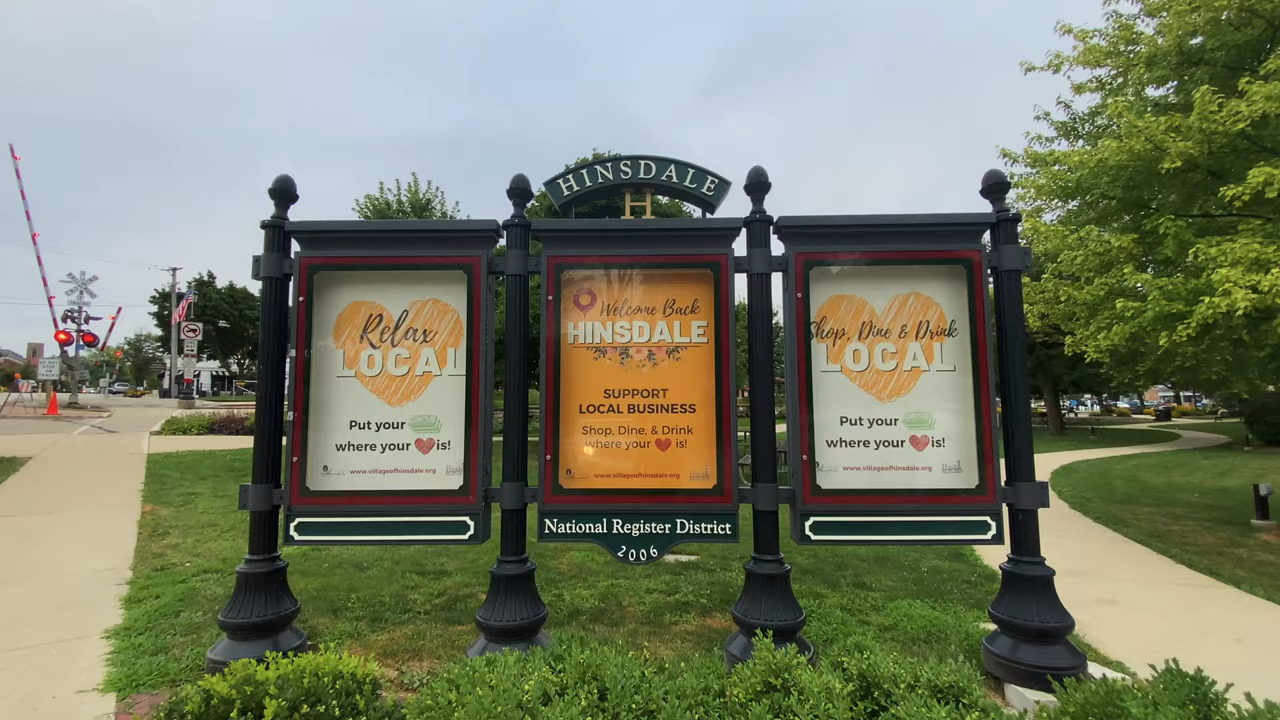 HINSDALE
H
Relax
LOCAL
Put your
where your is!
www.villageofhinsdale.org
Welcome Back
HINSDALE
SUPPORT
LOCAL BUSINESS
Shop, Dine, & Drink
where your is!
www.villageofhinsdale.org
National Register District
2006
Shop, Dine & Drink
LOCAL
Put your
where your is!
www.villageofhinsdale.org